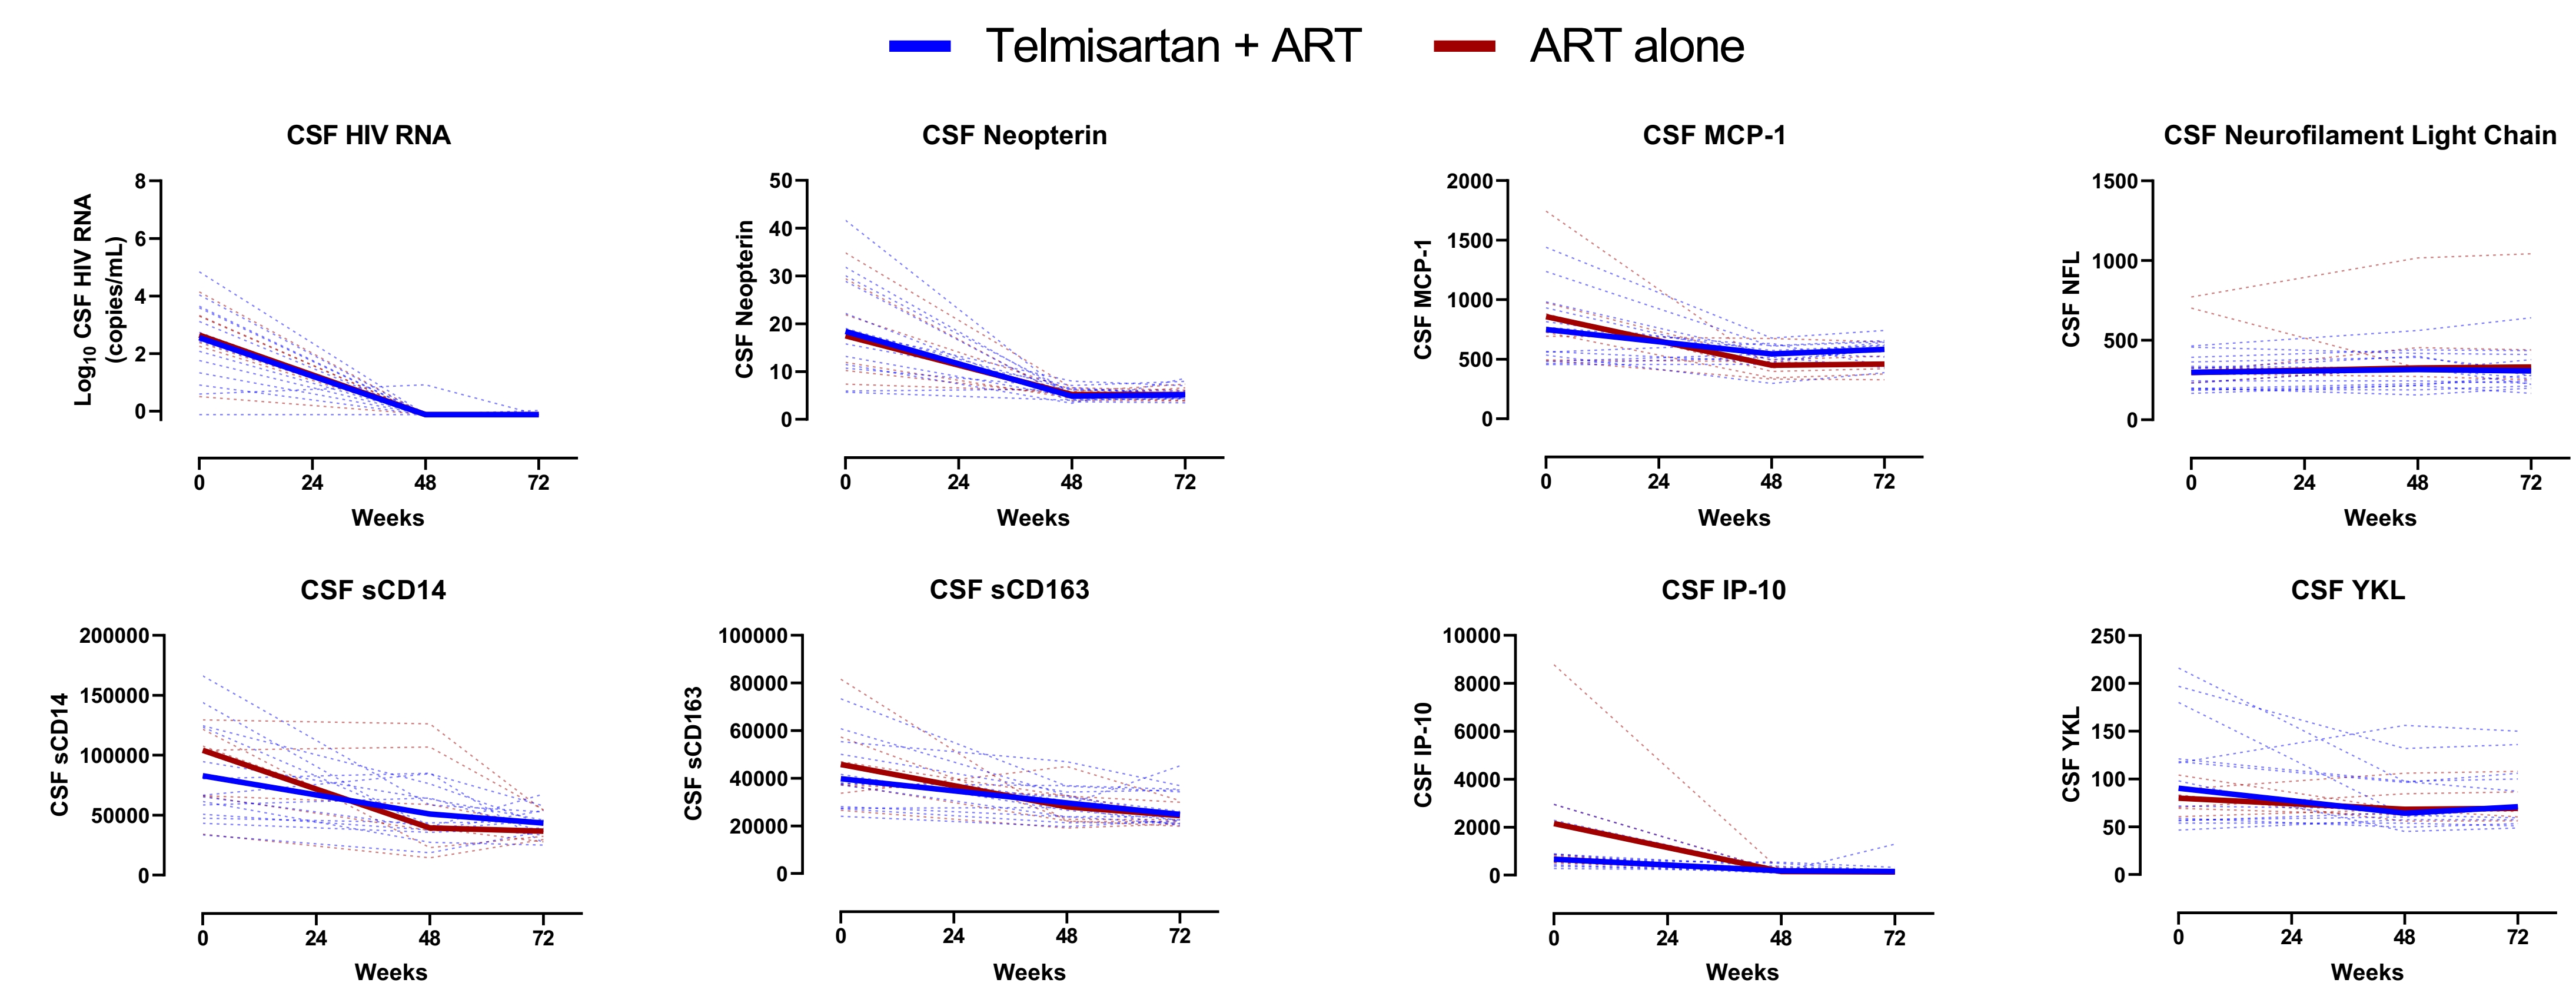 Telmisartan + ART ART alone
CSF HIV RNA
Log10 CSF HIV RNA
(copies/mL)
8
6
4
2
0
0 24 48 72
Weeks
CSF Neopterin
CSF Neopterin
50
40
30
20
10
0
0 24 48 72
Weeks
CSF MCP-1
CSF MCP-1
2000
1500
1000
500
0
0 24 48 72
Weeks
CSF Neurofilament Light Chain
CSF NFL
1500
1000
500
0
0 24 48 72
Weeks
CSF sCD14
CSF sCD14
200000
150000
100000
50000
0
0 24 48 72
Weeks
CSF sCD163
CSF sCD163
100000
80000
60000
40000
20000
0
0 24 48 72
Weeks
CSF IP-10
CSF IP-10
10000
8000
6000
4000
2000
0
0 24 48 72
Weeks
CSF YKL
CSF YKL
250
200
150
100
50
0
0 24 48 72
Weeks